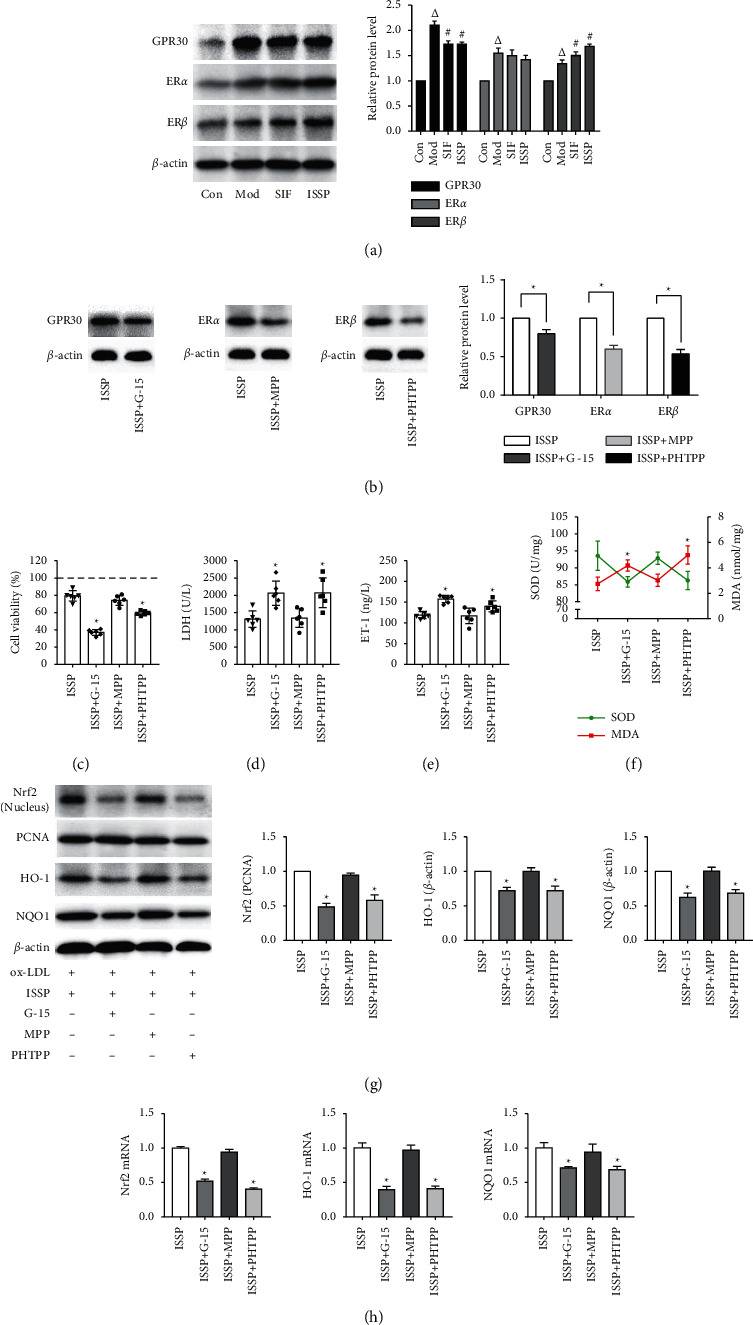 GPR30
ERα
ERβ
β-actin
Con Mod SIF ISSP
Relative protein level
2.5
2.0
1.5
1.0
0.5
0.0
Δ # #
Δ
Δ # #
Con Mod SIF ISSP Con Mod SIF ISSP Con Mod SIF ISSP
GPR30
ERα
ERβ
(a)
GPR30
β-actin
ISSP ISSP+G-15
ERα
β-actin
ISSP ISSP+MPP
ERβ
β-actin
ISSP ISSP+PHTPP
Relative protein level
1.5
1.0
0.5
0.0
* * *
GPR30 ERα ERβ
ISSP ISSP+MPP
ISSP+G-15 ISSP+PHTPP
(b)
Cell viability (%)
120
100
80
60
40
20
0
* *
ISSP ISSP+G-15 ISSP+MPP ISSP+PHTPP
(c)
LDH (U/L)
3000
2500
2000
1500
1000
500
0
* *
ISSP ISSP+G-15 ISSP+MPP ISSP+PHTPP
(d)
ET-1 (ng/L)
250
200
150
100
50
0
* *
ISSP ISSP+G-15 ISSP+MPP ISSP+PHTPP
(e)
SOD (U/mg)
105
100
95
90
85
70
0
* *
8
6
4
2
0
MDA (nmol/mg)
ISSP ISSP+G-15 ISSP+MPP ISSP+PHTPP
SOD
MDA
(f)
Nrf2
(Nucleus)
PCNA
HO-1
NQO1
β-actin
ox-LDL + + + +
ISSP + + + +
G-15 – + – –
MPP – – + –
PHTPP – – – +
Nrf2 (PCNA)
1.5
1.0
0.5
0.0
* *
ISSP ISSP+G-15 ISSP+MPP ISSP+PHTPP
HO-1 (β-actin)
1.5
1.0
0.5
0.0
* *
ISSP ISSP+G-15 ISSP+MPP ISSP+PHTPP
NQO1 (β-actin)
1.5
1.0
0.5
0.0
* *
ISSP ISSP+G-15 ISSP+MPP ISSP+PHTPP
(g)
Nrf2 mRNA
1.5
1.0
0.5
0.0
* *
ISSP ISSP+G-15 ISSP+MPP ISSP+PHTPP
HO-1 mRNA
1.5
1.0
0.5
0.0
* *
ISSP ISSP+G-15 ISSP+MPP ISSP+PHTPP
NQO1 mRNA
1.5
1.0
0.5
0.0
* *
ISSP ISSP+G-15 ISSP+MPP ISSP+PHTPP
(h)